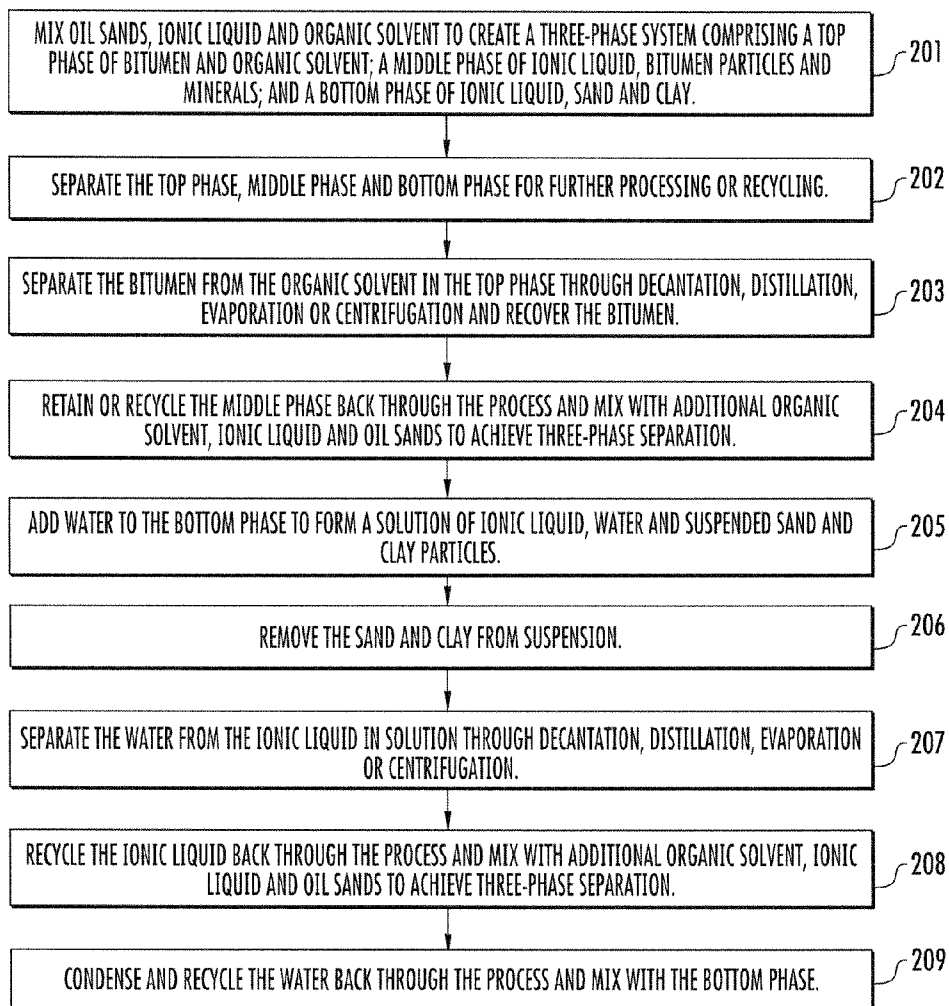 MIX OIL SANDS, IONIC LIQUID AND ORGANIC SOLVENT TO CREATE A THREE-PHASE SYSTEM COMPRISING A TOP
PHASE OF BITUMEN AND ORGANIC SOLVENT; A MIDDLE PHASE OF IONIC LIQUID, BITUMEN PARTICLES AND
MINERALS; AND A BOTTOM PHASE OF IONIC LIQUID, SAND AND CLAY.
201
SEPARATE THE TOP PHASE, MIDDLE PHASE AND BOTTOM PHASE FOR FURTHER PROCESSING OR RECYCLING.
202
SEPARATE THE BITUMEN FROM THE ORGANIC SOLVENT IN THE TOP PHASE THROUGH DECANTATION, DISTILLATION,
EVAPORATION OR CENTRIFUGATION AND RECOVER THE BITUMEN.
203
RETAIN OR RECYCLE THE MIDDLE PHASE BACK THROUGH THE PROCESS AND MIX WITH ADDITIONAL ORGANIC
SOLVENT, IONIC LIQUID AND OIL SANDS TO ACHIEVE THREE-PHASE SEPARATION.
204
ADD WATER TO THE BOTTOM PHASE TO FORM A SOLUTION OF IONIC LIQUID, WATER AND SUSPENDED SAND AND
CLAY PARTICLES.
205
REMOVE THE SAND AND CLAY FROM SUSPENSION.
206
SEPARATE THE WATER FROM THE IONIC LIQUID IN SOLUTION THROUGH DECANTATION, DISTILLATION, EVAPORATION
OR CENTRIFUGATION.
207
RECYCLE THE IONIC LIQUID BACK THROUGH THE PROCESS AND MIX WITH ADDITIONAL ORGANIC SOLVENT, IONIC
LIQUID AND OIL SANDS TO ACHIEVE THREE-PHASE SEPARATION.
208
CONDENSE AND RECYCLE THE WATER BACK THROUGH THE PROCESS AND MIX WITH THE BOTTOM PHASE.
209